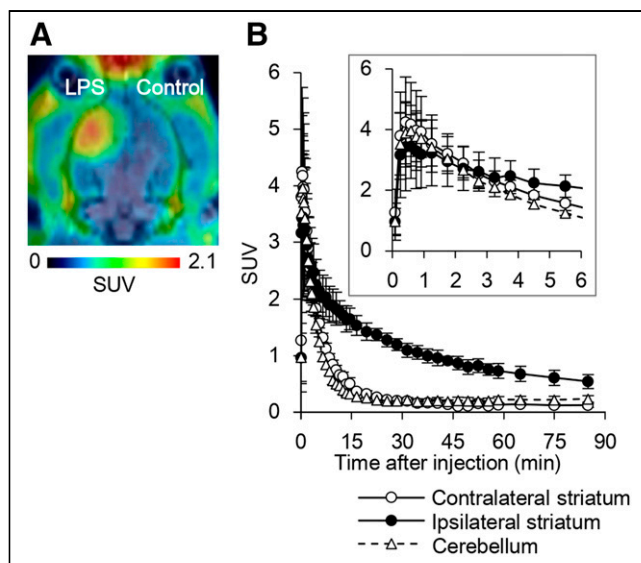 A
B
LPS Control
0 2.1
SUV
SUV
6
5
4
3
2
1
0
0 15 30 45 60 75 90
Time after injection (min)
6
4
2
0
0 1 2 3 4 5 6
Contralateral striatum
Ipsilateral striatum
Cerebellum